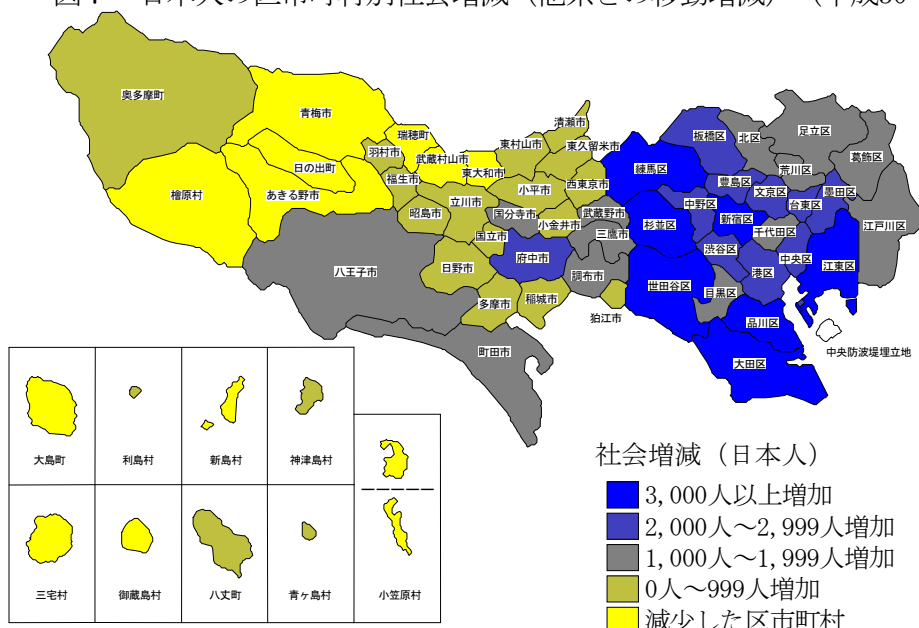 日本人の区市町村別社会増減(他県との移動増減)(平成30
奥多摩町
青梅市
瑞穂町
清瀬市
板橋区
北区
足立区
羽村市
武蔵村山市
東村山市
東久留米市
日の出町
東大和市
練馬区
荒川区
葛飾区
檜原村
あきる野市
福生市
小平市
西東京市
豊島区
文京区
墨田区
昭島市
立川市
国分寺市
小金井市
武蔵野市
杉並区
中野区
新宿区
台東区
千代田区
江戸川区
国立市
三鷹市
八王子市
日野市
府中市
調布市
渋谷区
中央区
港区
江東区
世田谷区
目黒区
多摩市
稲城市
狛江市
品川区
町田市
大田区
中央防波堤埋立地
大島町
利島村
新島村
神津島村
三宅村
御蔵島村
八丈町
青ヶ島村
小笠原村
社会増減(日本人)
3,000人以上増加
2,000人~2,999人増加
1,000人~1,999人増加
0人~999人増加
減少した区市町村